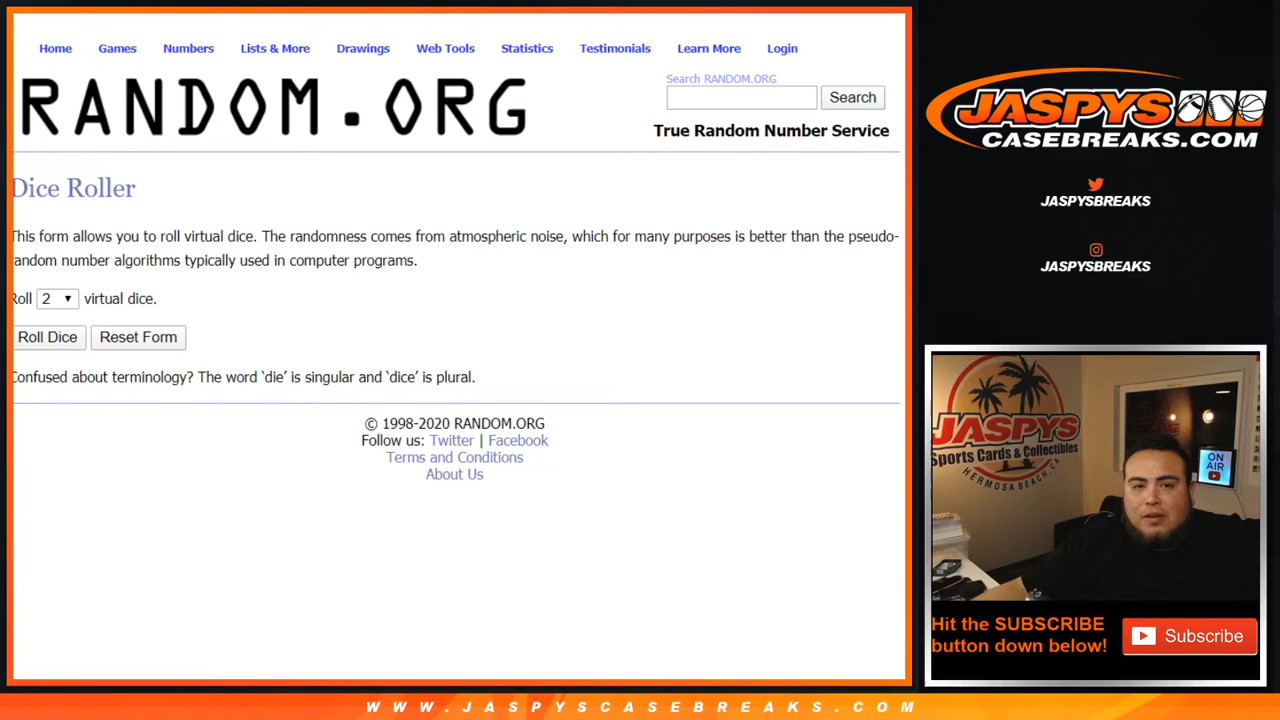 Home Games Numbers Lists & More Drawings Web Tools Statistics Testimonials Learn More Login
RANDOM.ORG
Search RANDOM.ORG
Search
True Random Number Service
Dice Roller
This form allows you to roll virtual dice. The randomness comes from atmospheric noise, which for many purposes is better than the pseudo-
random number algorithms typically used in computer programs.
Roll 2 virtual dice.
Roll Dice Reset Form
Confused about terminology? The word ‘die’ is singular and ‘dice’ is plural.
© 1998-2020 RANDOM.ORG
Follow us: Twitter | Facebook
Terms and Conditions
About Us
JASPYS
CASEBREAKS.COM
JASPYSBREAKS
JASPYSBREAKS
JASPYS
Sports Cards & Collectibles
HERMOSA BEACH, CA
ON
AIR
Hit the SUBSCRIBE
button down below!
Subscribe
WWW.JASPYSCASEBREAKS.COM